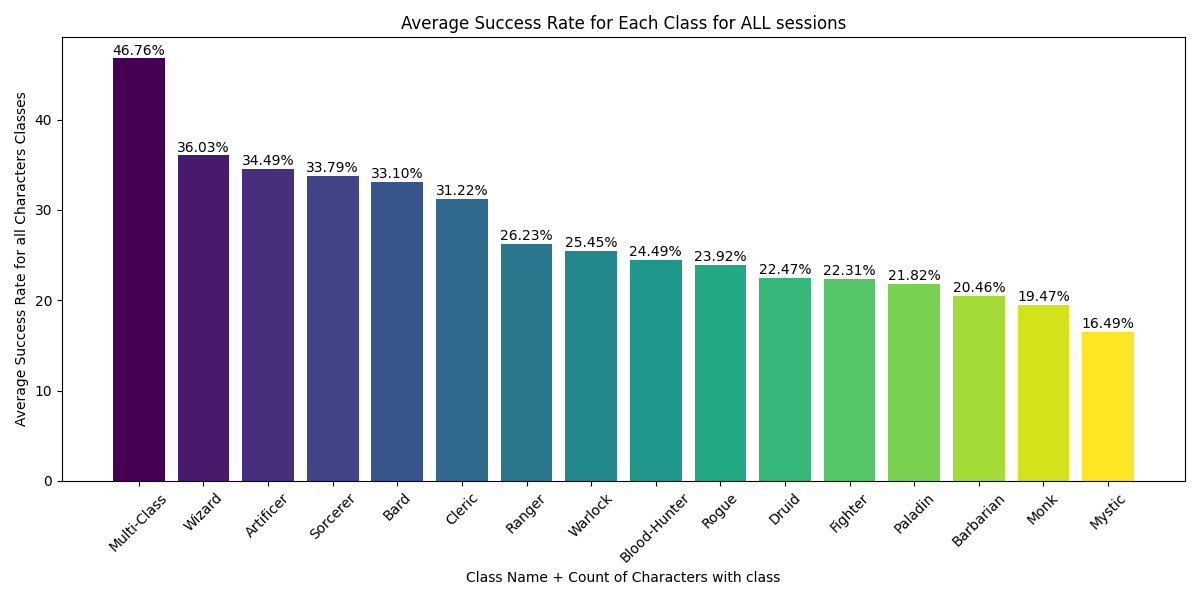 Average Success Rate for Each Class for ALL sessions
Average Success Rate for all Characters Classes
40
30
20
10
0
46.76%
36.03%
34.49%
33.79%
33.10%
31.22%
26.23%
25.45%
24.49%
23.92%
22.47%
22.31%
21.82%
20.46%
19.47%
16.49%
Multi-Class
Wizard
Artificer
Sorcerer
Bard
Cleric
Ranger
Warlock
Blood-Hunter
Rogue
Druid
Fighter
Paladin
Barbarian
Monk
Mystic
Class Name + Count of Characters with class